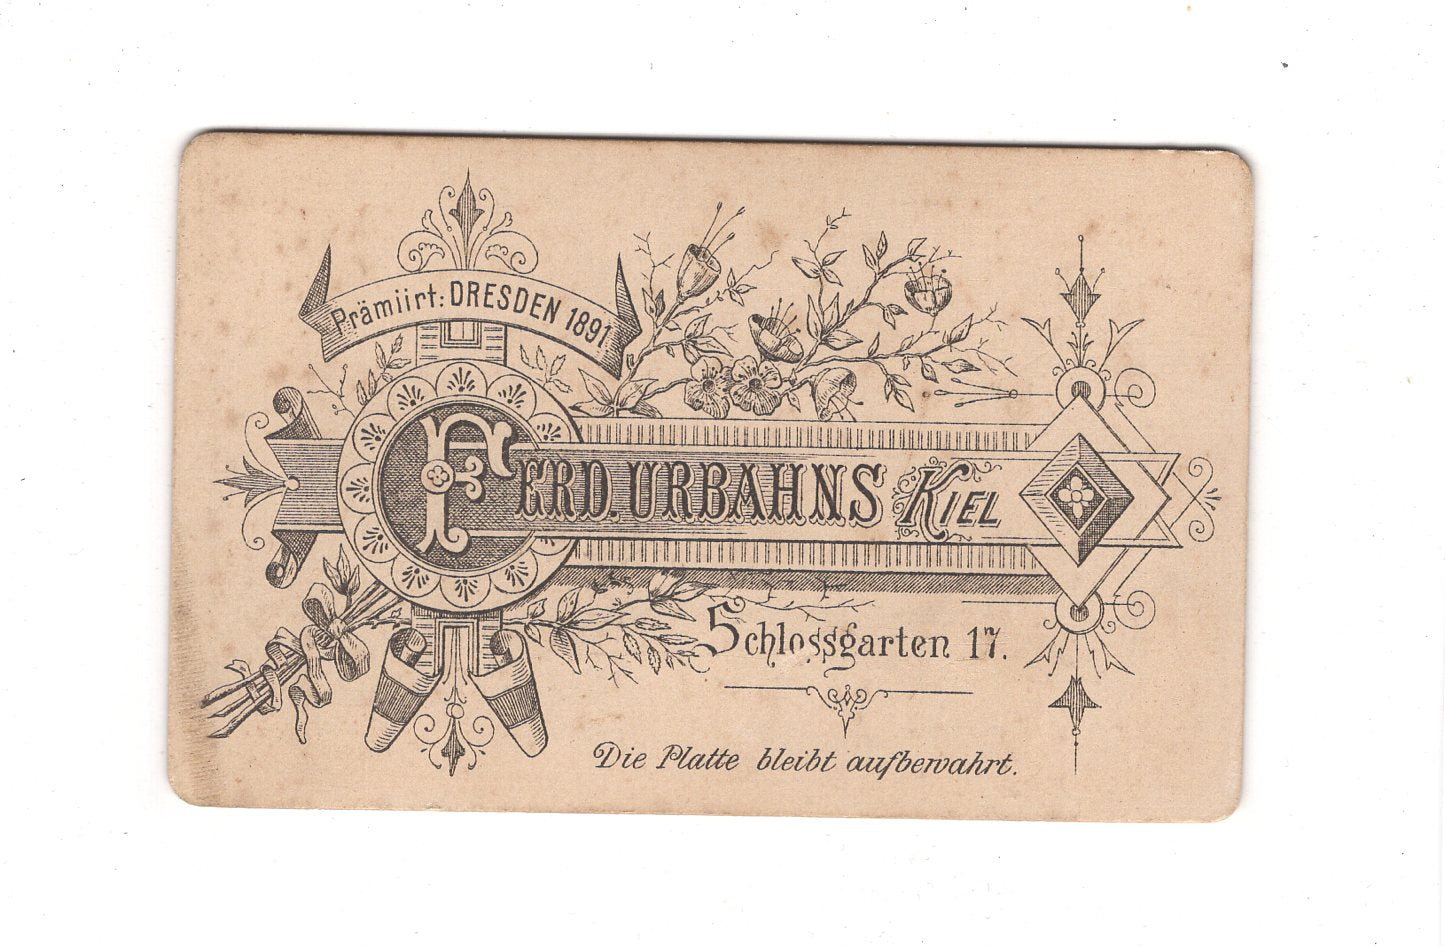 Prämiirt: DRESDEN 1891
FERD. URBAHNS KIEL
Schlossgarten 17.
Die Platte bleibt aufbewahrt.